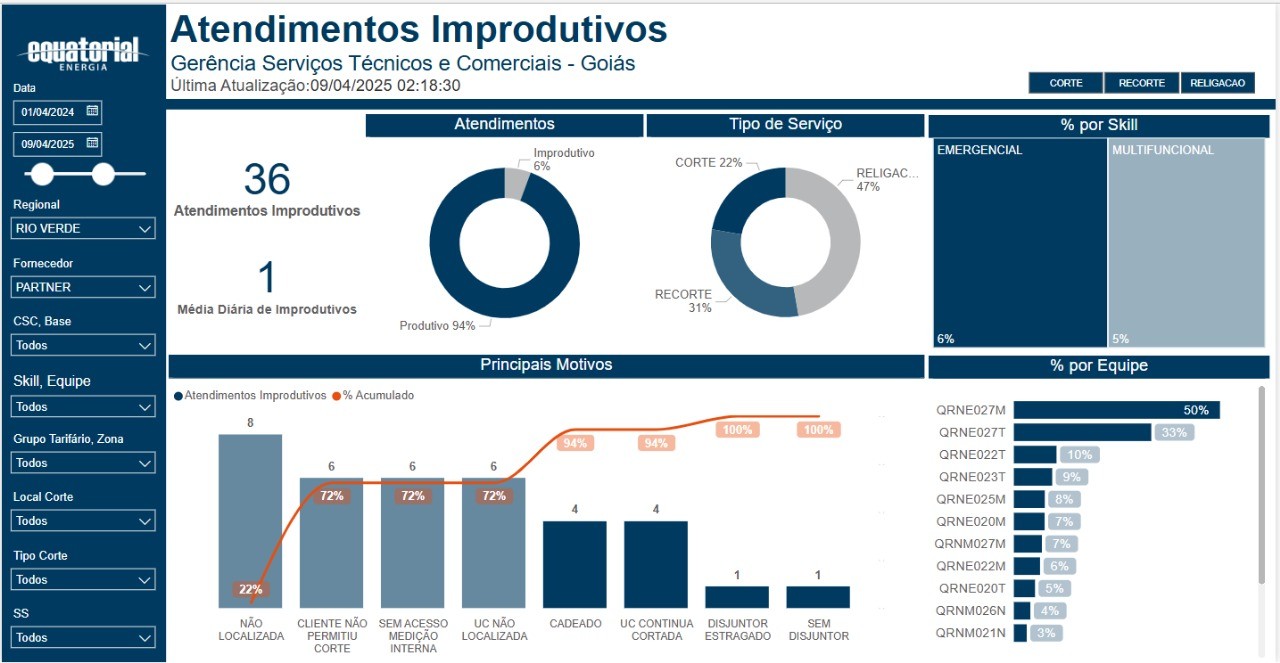 equatorial
ENERGIA
Data
01/04/2024
09/04/2025
Regional
RIO VERDE
Fornecedor
PARTNER
CSC, Base
Todos
Skill, Equipe
Todos
Grupo Tarifário, Zona
Todos
Local Corte
Todos
Tipo Corte
Todos
SS
Todos
Atendimentos Improdutivos
Gerência Serviços Técnicos e Comerciais - Goiás
Última Atualização:09/04/2025 02:18:30
CORTE
RECORTE
RELIGACAO
36
Atendimentos Improdutivos
1
Média Diária de Improdutivos
Atendimentos
Improdutivo
6%
Produtivo 94%
Tipo de Serviço
CORTE 22%
RELIGAC...
47%
RECORTE
31%
% por Skill
EMERGENCIAL
6%
MULTIFUNCIONAL
5%
Principais Motivos
Atendimentos Improdutivos
% Acumulado
8
6
6
6
4
4
1
1
22%
72%
72%
72%
94%
94%
100%
100%
NÃO
LOCALIZADA
CLIENTE NÃO
PERMITIU
CORTE
SEM ACESSO
MEDIÇÃO
INTERNA
UC NÃO
LOCALIZADA
CADEADO
UC CONTINUA
CORTADA
DISJUNTOR
ESTRAGADO
SEM
DISJUNTOR
% por Equipe
QRNE027M 50%
QRNE027T 33%
QRNE022T 10%
QRNE023T 9%
QRNE025M 8%
QRNE020M 7%
QRNM027M 7%
QRNE022M 6%
QRNE020T 5%
QRNM026N 4%
QRNM021N 3%